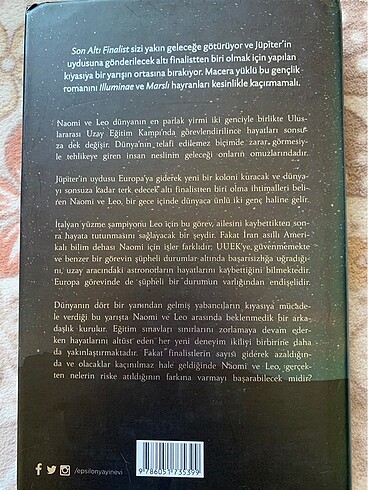 Son Altı Finalist sizi yakın geleceğe götürüyor ve Jüpiter'in
uydusuna gönderilecek altı finalistten biri olmak için yapılan
kıyasıya bir yarışın ortasına bırakıyor. Macera yüklü bu gençlik
romanını Illuminae ve Marslı hayranları kesinlikle kaçırmamalı.
Naomi ve Leo dünyanın en parlak yirmi iki genciyle birlikte Ulus-
lararası Uzay Eğitim Kampı'nda görevlendirilince hayatları sonsu-
za dek değişir. Dünya'nın telafi edilemez biçimde zarar görmesiy-
le tehlikeye giren insan neslinin geleceği onların omuzlarındadır.
Jüpiter'in uydusu Europa'ya giderek yeni bir koloni kuracak ve dünya-
yı sonsuza kadar terk edecek altı finalistten biri olma ihtimalleri beli-
ren Naomi ve Leo, bir gece içinde dünyaca ünlü iki genç haline gelir.
İtalyan yüzme şampiyonu Leo için bu görev, ailesini kaybettikten son-
ra hayata tutunmasını sağlayacak bir şeydir. Fakat İran asıllı Ameri-
kalı bilim dehası Naomi için işler farklıdır; UUEK'ye güvenmemekte
ve benzer bir görevin şüpheli durumlar altında başarısızlığa uğradığı-
nı, uzay aracındaki astronotların hayatlarını kaybettiğini bilmektedir.
Europa görevinde de şüpheli bir durumun varlığından endişelidir.
Dünyanın dört bir yanından gelmiş yabancıların kıyasıya mücȧde-
le verdiği bu yarışta Naomi ve Leo arasında beklenmedik bir arka-
daşlık kurulur. Eğitim sınavları sınırlarını zorlamaya devam eder-
ken hayatlarını altüst eden her yeni deneyim ikiliyi birbirine daha
da yakınlaştırmaktadır. Fakat finalistlerin sayısı giderek azaldığın-
da ve olacaklar kaçınılmaz hale geldiğinde Naomi ve Leo, gerçek-
ten nelerin riske atıldığının farkına varmayı başarabilecek midir?
/epsilonyayinevi
9 786051 735399